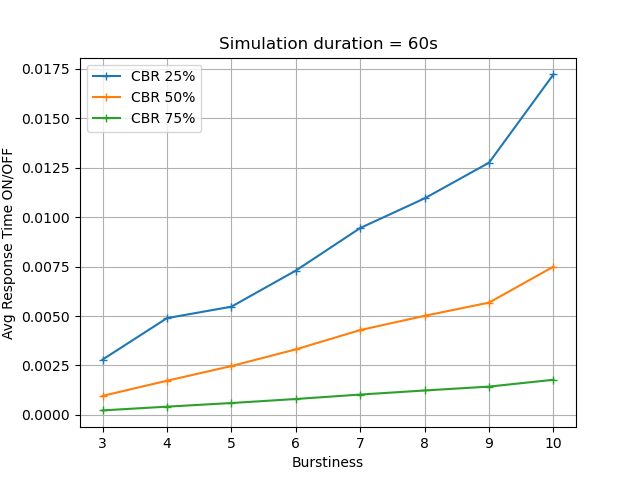 Simulation duration = 60s
CBR 25%
CBR 50%
CBR 75%
Avg Response Time ON/OFF
0.0175
0.0150
0.0125
0.0100
0.0075
0.0050
0.0025
0.0000
3 4 5 6 7 8 9 10
Burstiness